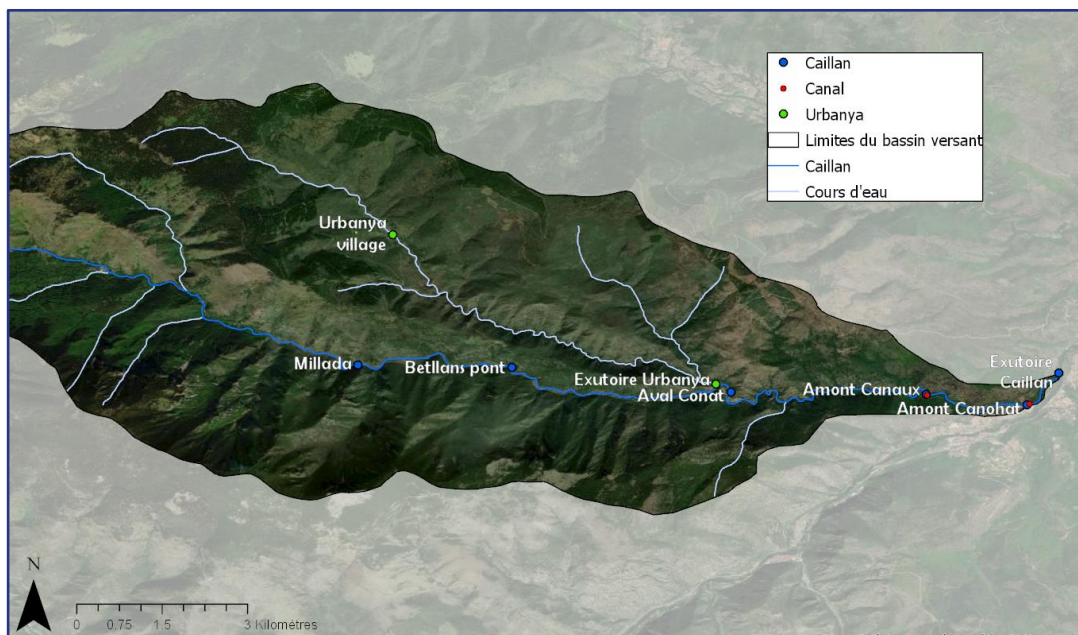 Caillan
Canal
Urbanya
Limites du bassin versant
Caillan
Cours d'eau
Urbanya
village
Millada
Betllans pont
Exutoire Urbanya
Aval Conat
Amont Canaux
Exutoire
Caillan
Amont Canohat
N
0 0.75 1.5 3 Kilomètres